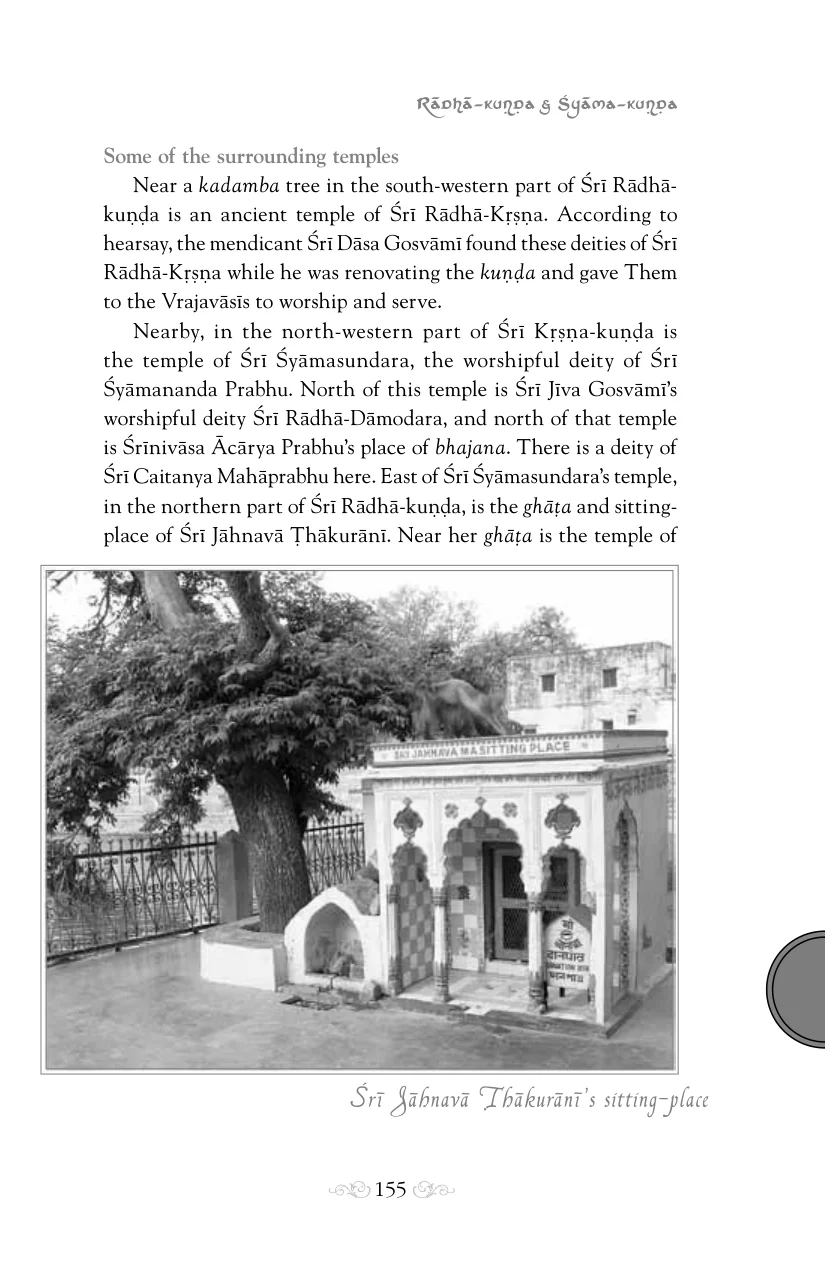 Rādhā-kuṇḍa & Śyāma-kuṇḍa
Some of the surrounding temples
Near a kadamba tree in the south-western part of Śrī Rādhā-
kuṇḍa is an ancient temple of Śrī Rādhā-Kṛṣṇa. According to
hearsay, the mendicant Śrī Dāsa Gosvāmī found these deities of Śrī
Rādhā-Kṛṣṇa while he was renovating the kuṇḍa and gave Them
to the Vrajavāsīs to worship and serve.
Nearby, in the north-western part of Śrī Kṛṣṇa-kuṇḍa is
the temple of Śrī Śyāmasundara, the worshipful deity of Śrī
Śyāmananda Prabhu. North of this temple is Śrī Jīva Gosvāmī’s
worshipful deity Śrī Rādhā-Dāmodara, and north of that temple
is Śrīnivāsa Ācārya Prabhu’s place of bhajana. There is a deity of
Śrī Caitanya Mahāprabhu here. East of Śrī Śyāmasundara’s temple,
in the northern part of Śrī Rādhā-kuṇḍa, is the ghāṭa and sitting-
place of Śrī Jāhnavā Ṭhākurānī. Near her ghāṭa is the temple of
SRI JAHNAVA MA SITTING PLACE
श्री
दानपात्र
DONATION BOX
Śrī Jāhnavā Ṭhākurānī’s sitting-place
155